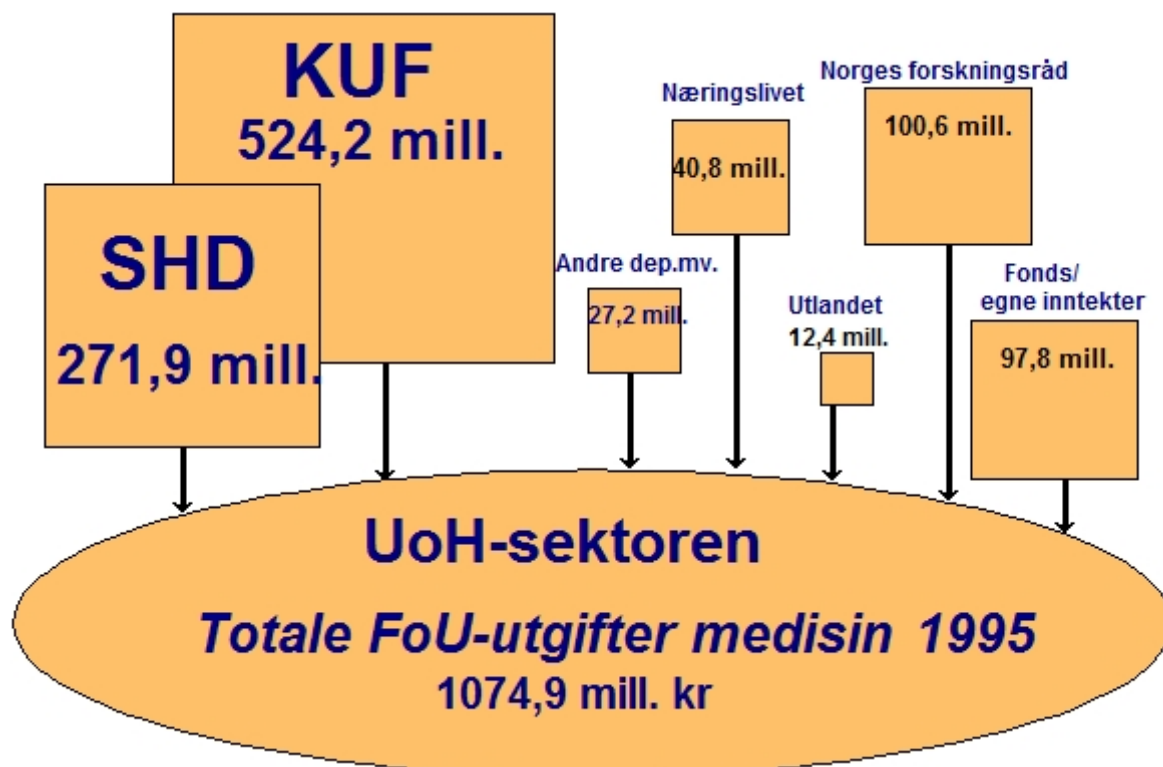 KUF
524,2 mill.
SHD
271,9 mill.
Andre dep.mv.
27,2 mill.
Næringslivet
40,8 mill.
Utlandet
12,4 mill.
Norges forskningsråd
100,6 mill.
Fonds/
egne inntekter
97,8 mill.
UoH-sektoren
Totale FoU-utgifter medisin 1995
1074,9 mill. kr